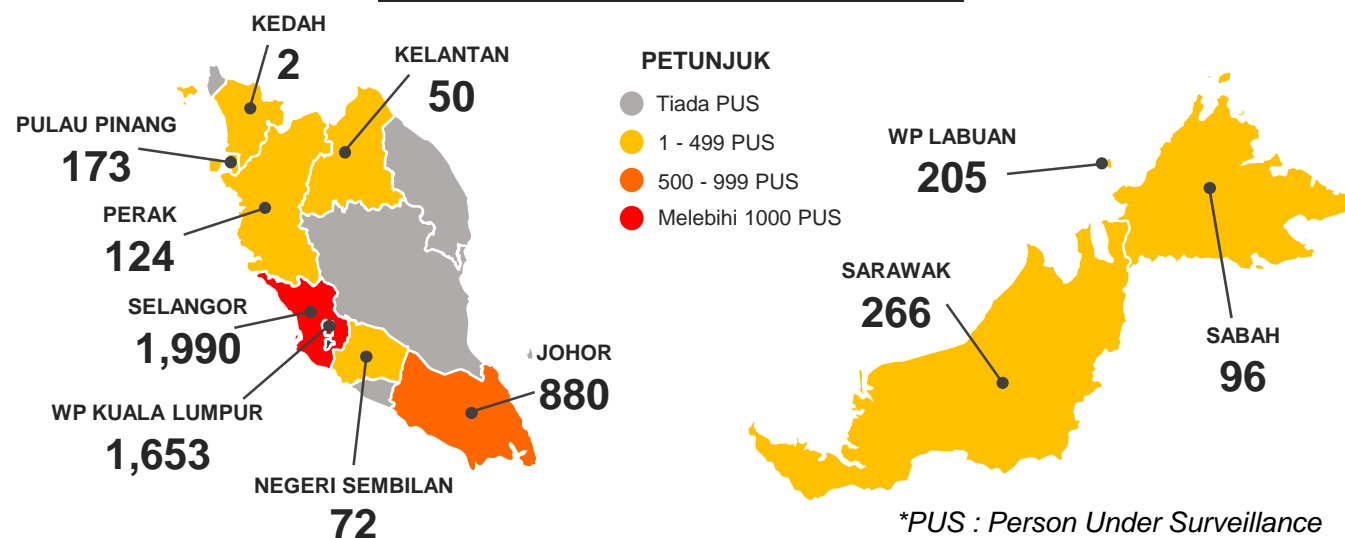 KEDAH
2
KELANTAN
50
PULAU PINANG
173
PERAK
124
SELANGOR
1,990
WP KUALA LUMPUR
1,653
NEGERI SEMBILAN
72
JOHOR
880
PETUNJUK
Tiada PUS
1 - 499 PUS
500 - 999 PUS
Melebihi 1000 PUS
WP LABUAN
205
SARAWAK
266
SABAH
96
*PUS : Person Under Surveillance